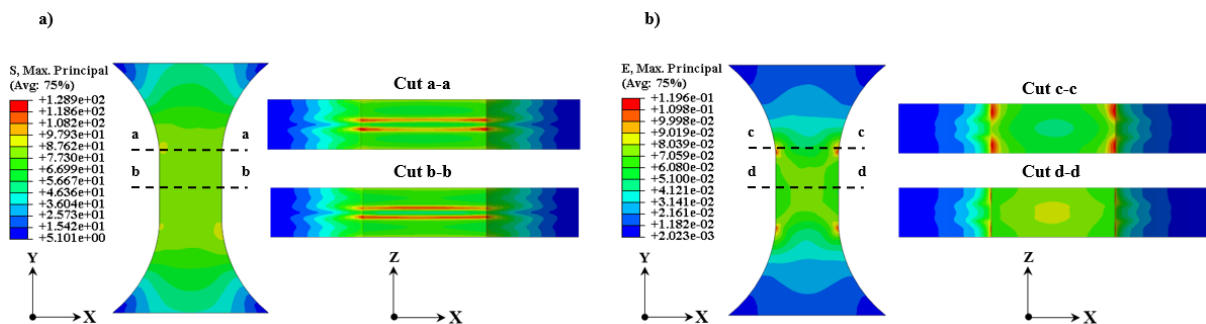 a)
S, Max. Principal
(Avg: 75%)
+1.289e+02
+1.186e+02
+1.082e+02
+9.793e+01
+8.762e+01
+7.730e+01
+6.699e+01
+5.667e+01
+4.636e+01
+3.604e+01
+2.573e+01
+1.542e+01
+5.101e+00
a a
b b
Cut a-a
Cut b-b
Y
X
Z
X
b)
E, Max. Principal
(Avg: 75%)
+1.196e-01
+1.098e-01
+9.998e-02
+9.019e-02
+8.039e-02
+7.059e-02
+6.080e-02
+5.100e-02
+4.121e-02
+3.141e-02
+2.161e-02
+1.182e-02
+2.023e-03
c c
d d
Cut c-c
Cut d-d
Y
X
Z
X